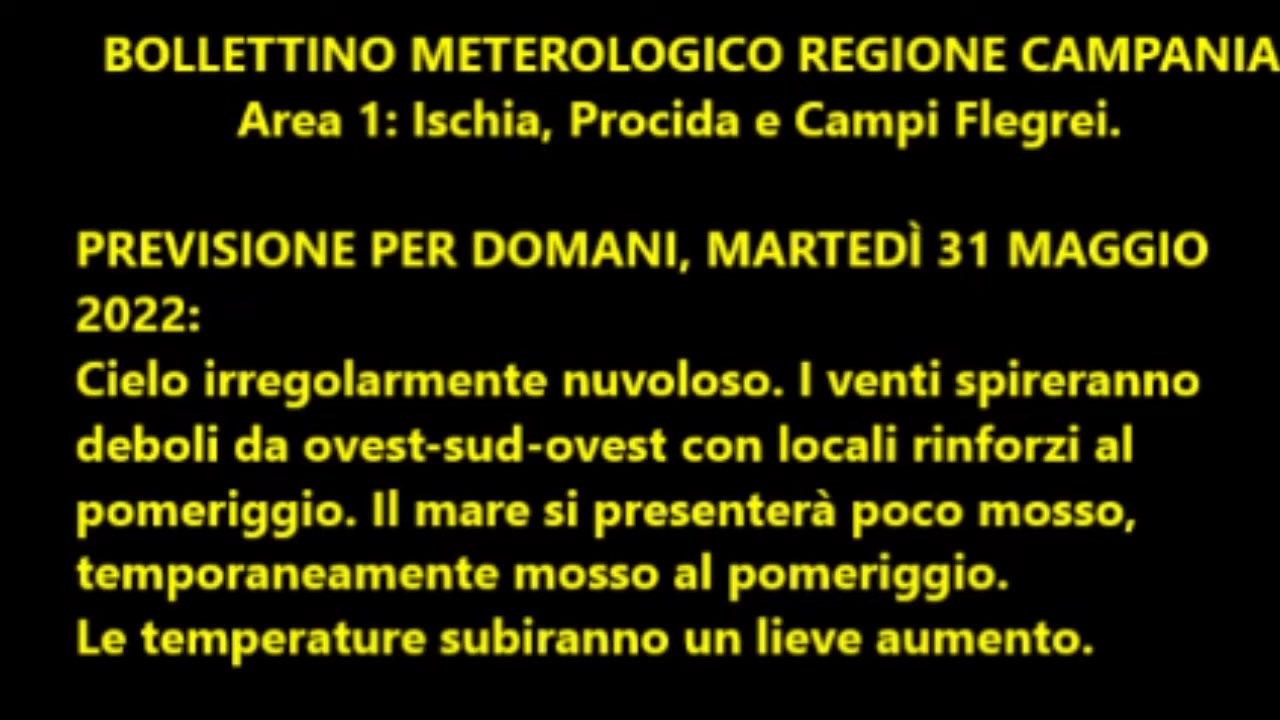 BOLLETTINO METEROLOGICO REGIONE CAMPANIA
Area 1: Ischia, Procida e Campi Flegrei.
PREVISIONE PER DOMANI, MARTEDÌ 31 MAGGIO
2022:
Cielo irregolarmente nuvoloso. I venti spireranno
deboli da ovest-sud-ovest con locali rinforzi al
pomeriggio. Il mare si presenterà poco mosso,
temporaneamente mosso al pomeriggio.
Le temperature subiranno un lieve aumento.